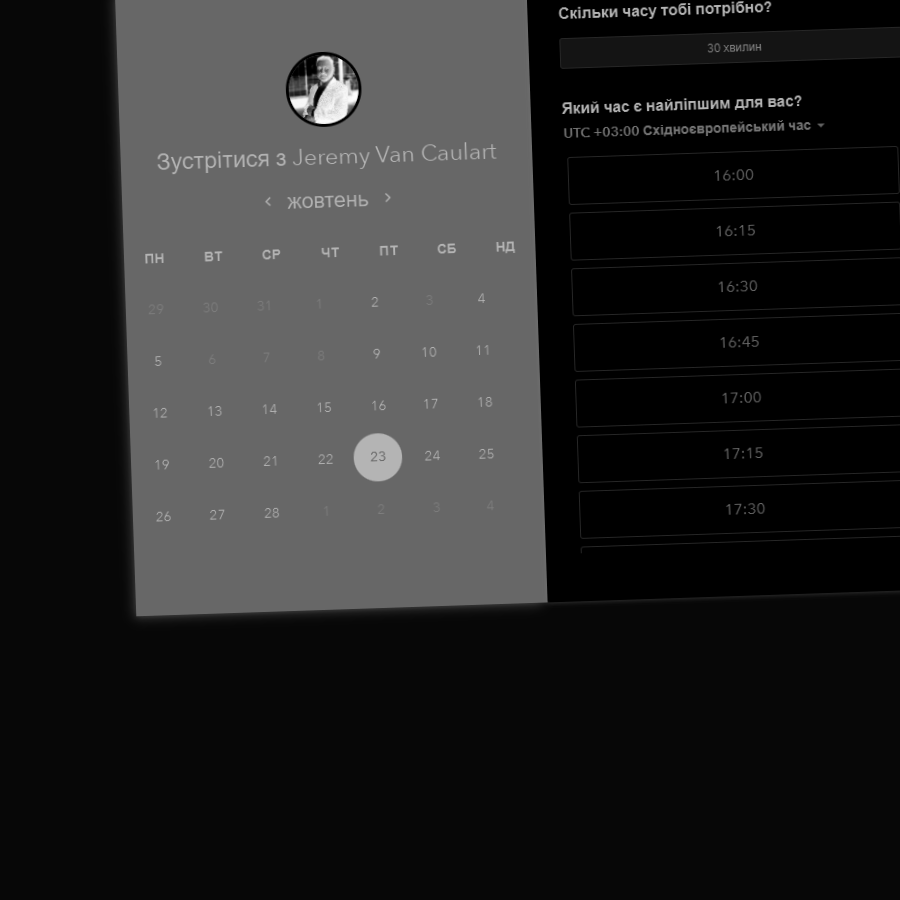 Зустрітися з Jeremy Van Caulart
‹ жовтень ›
ПН ВТ СР ЧТ ПТ СБ НД
29 30 31 1 2 3 4
5 6 7 8 9 10 11
12 13 14 15 16 17 18
19 20 21 22 23 24 25
26 27 28 1 2 3 4
Скільки часу тобі потрібно?
30 хвилин
Який час є найліпшим для вас?
UTC +03:00 Східноєвропейський час
16:00
16:15
16:30
16:45
17:00
17:15
17:30